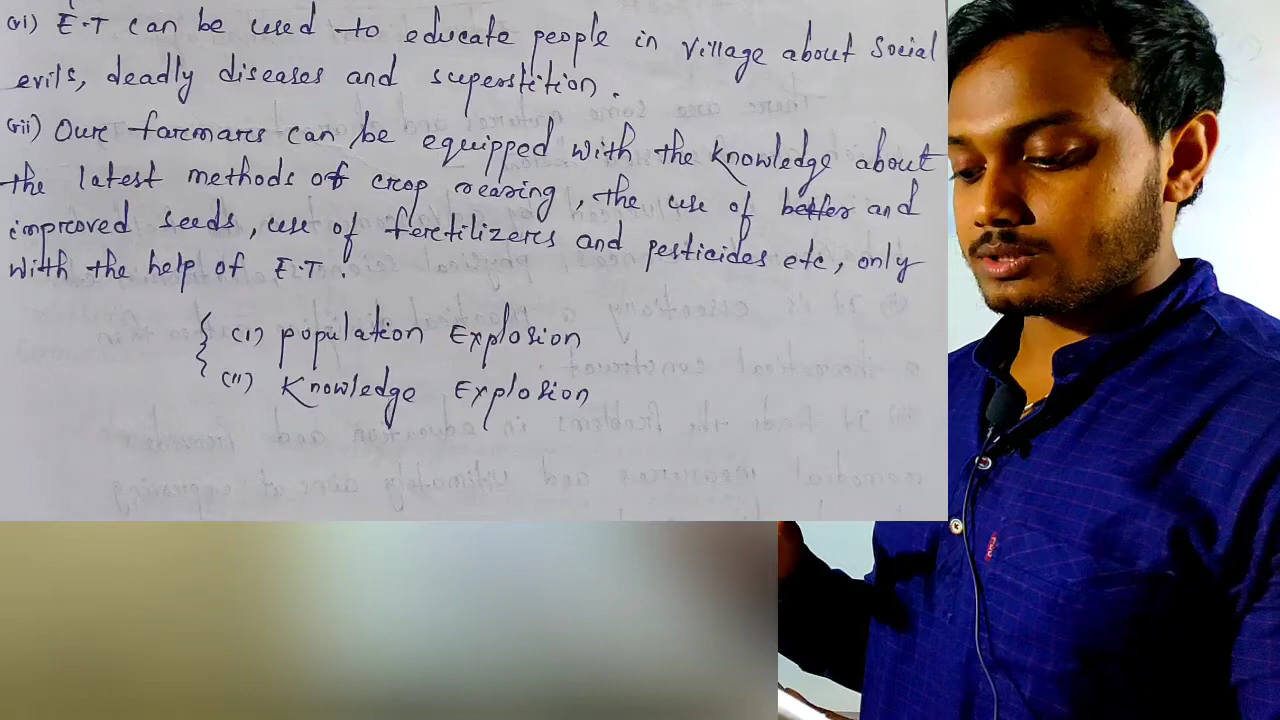 (vi) E.T can be used to educate people in village about social
evils, deadly diseases and superstition.
(vii) Our farmars can be equipped with the knowledge about
the latest methods of crop rearing, the use of better and
improved seeds, use of fertilizers and pesticides etc, only
with the help of E.T.
(i) population Explosion
(ii) Knowledge Explosion